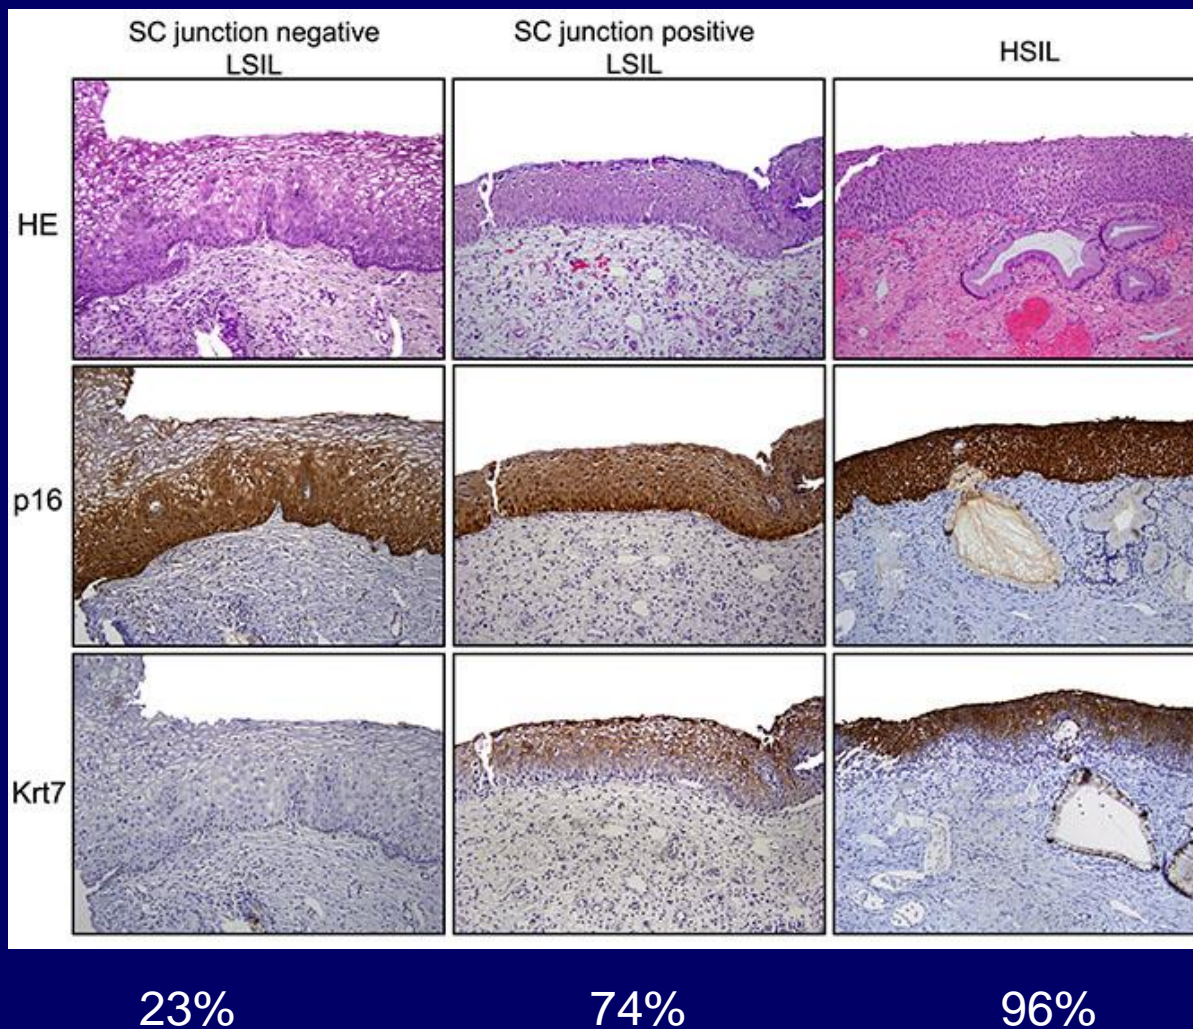 SC junction negative
LSIL
SC junction positive
LSIL
HSIL
HE
p16
Krt7
23%
74%
96%